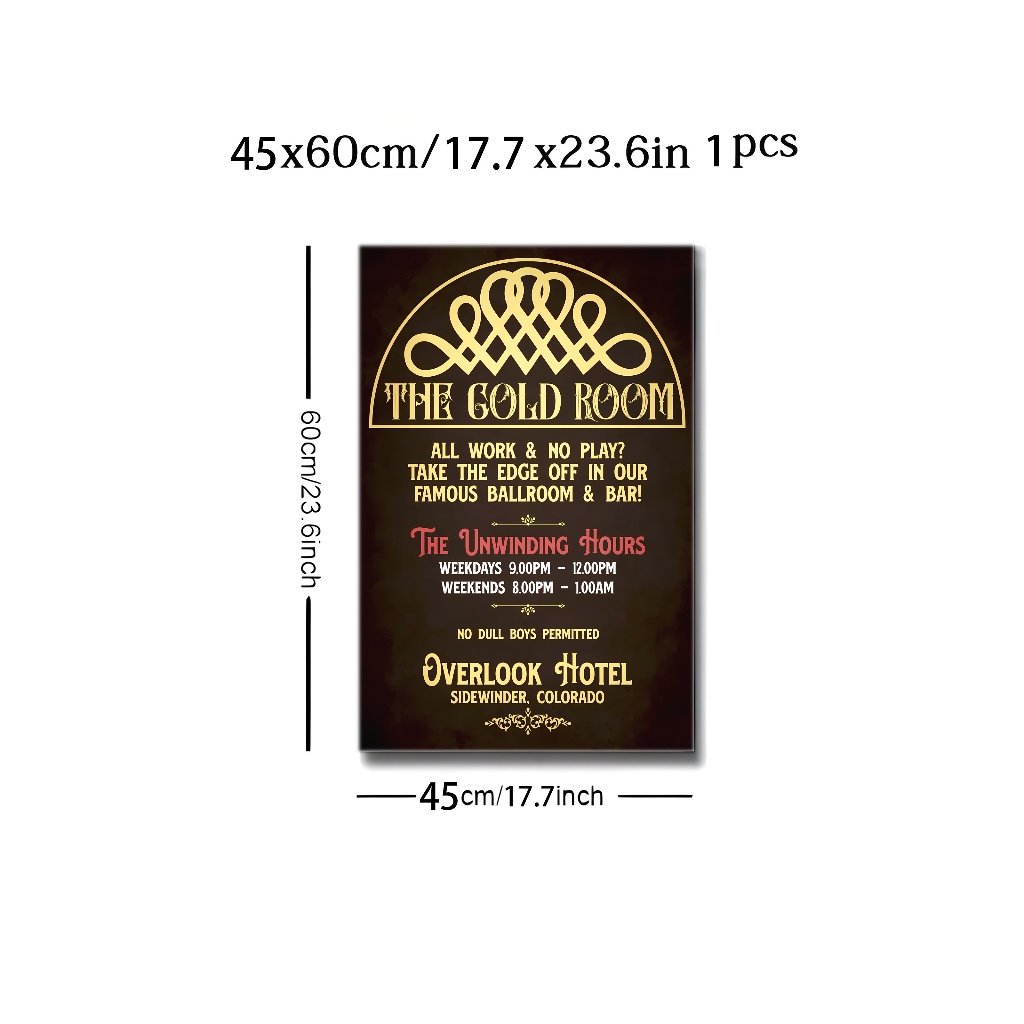 45x60cm/17.7 x23.6in 1pcs
60cm/23.6inch
THE GOLD ROOM
ALL WORK & NO PLAY?
TAKE THE EDGE OFF IN OUR
FAMOUS BALLROOM & BAR!
The Unwinding Hours
WEEKDAYS 9.00PM - 12.00PM
WEEKENDS 8.00PM - 1.00AM
NO DULL BOYS PERMITTED
Overlook Hotel
SIDEWINDER, COLORADO
45cm/17.7inch